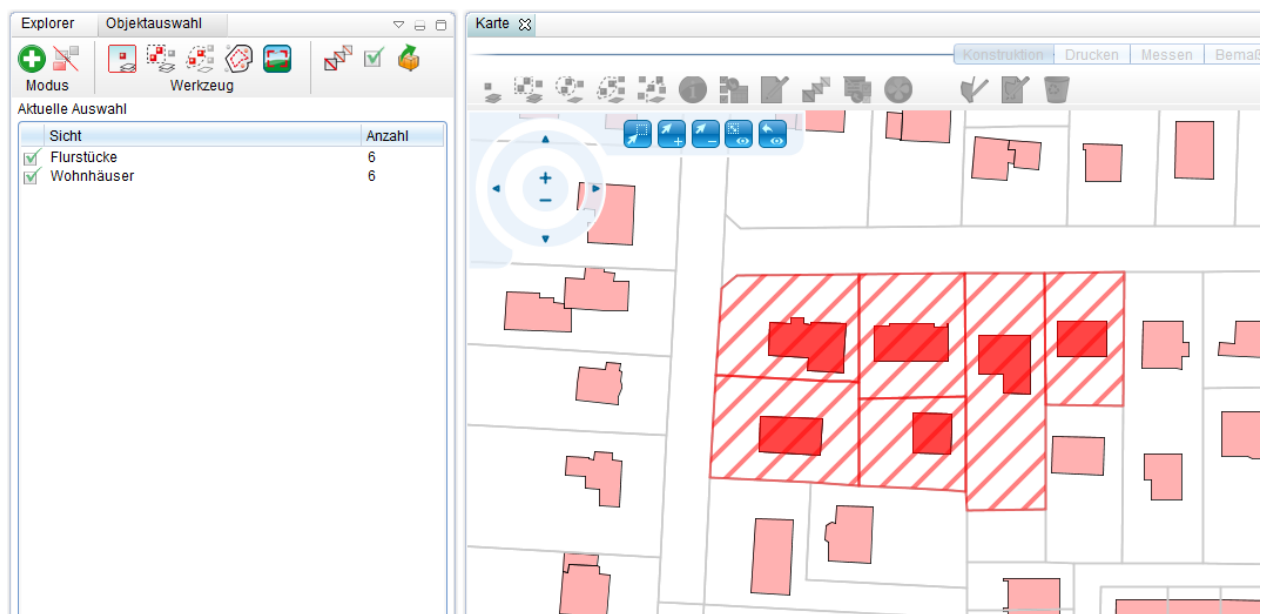 Explorer Objektauswahl
Modus Werkzeug
Aktuelle Auswahl
Sicht Anzahl
Flurstücke 6
Wohnhäuser 6
Karte
Konstruktion Drucken Messen Bemaß